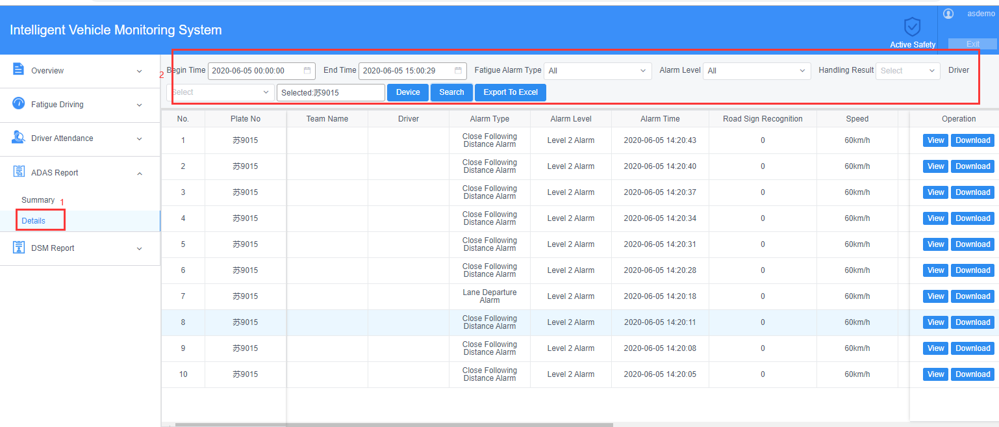 Intelligent Vehicle Monitoring System
asdemo
Active Safety
Exit
Overview
Fatigue Driving
Driver Attendance
ADAS Report
Summary
1
Details
DSM Report
2
Begin Time 2020-06-05 00:00:00 End Time 2020-06-05 15:00:29 Fatigue Alarm Type All Alarm Level All Handling Result Select Driver
Select Selected:苏9015 Device Search Export To Excel
No. Plate No Team Name Driver Alarm Type Alarm Level Alarm Time Road Sign Recognition Speed Operation
1 苏9015 Close Following Distance Alarm Level 2 Alarm 2020-06-05 14:20:43 0 60km/h View Download
2 苏9015 Close Following Distance Alarm Level 2 Alarm 2020-06-05 14:20:40 0 60km/h View Download
3 苏9015 Close Following Distance Alarm Level 2 Alarm 2020-06-05 14:20:37 0 60km/h View Download
4 苏9015 Close Following Distance Alarm Level 2 Alarm 2020-06-05 14:20:34 0 60km/h View Download
5 苏9015 Close Following Distance Alarm Level 2 Alarm 2020-06-05 14:20:31 0 60km/h View Download
6 苏9015 Close Following Distance Alarm Level 2 Alarm 2020-06-05 14:20:28 0 60km/h View Download
7 苏9015 Lane Departure Alarm Level 2 Alarm 2020-06-05 14:20:18 0 60km/h View Download
8 苏9015 Close Following Distance Alarm Level 2 Alarm 2020-06-05 14:20:11 0 60km/h View Download
9 苏9015 Close Following Distance Alarm Level 2 Alarm 2020-06-05 14:20:08 0 60km/h View Download
10 苏9015 Close Following Distance Alarm Level 2 Alarm 2020-06-05 14:20:05 0 60km/h View Download